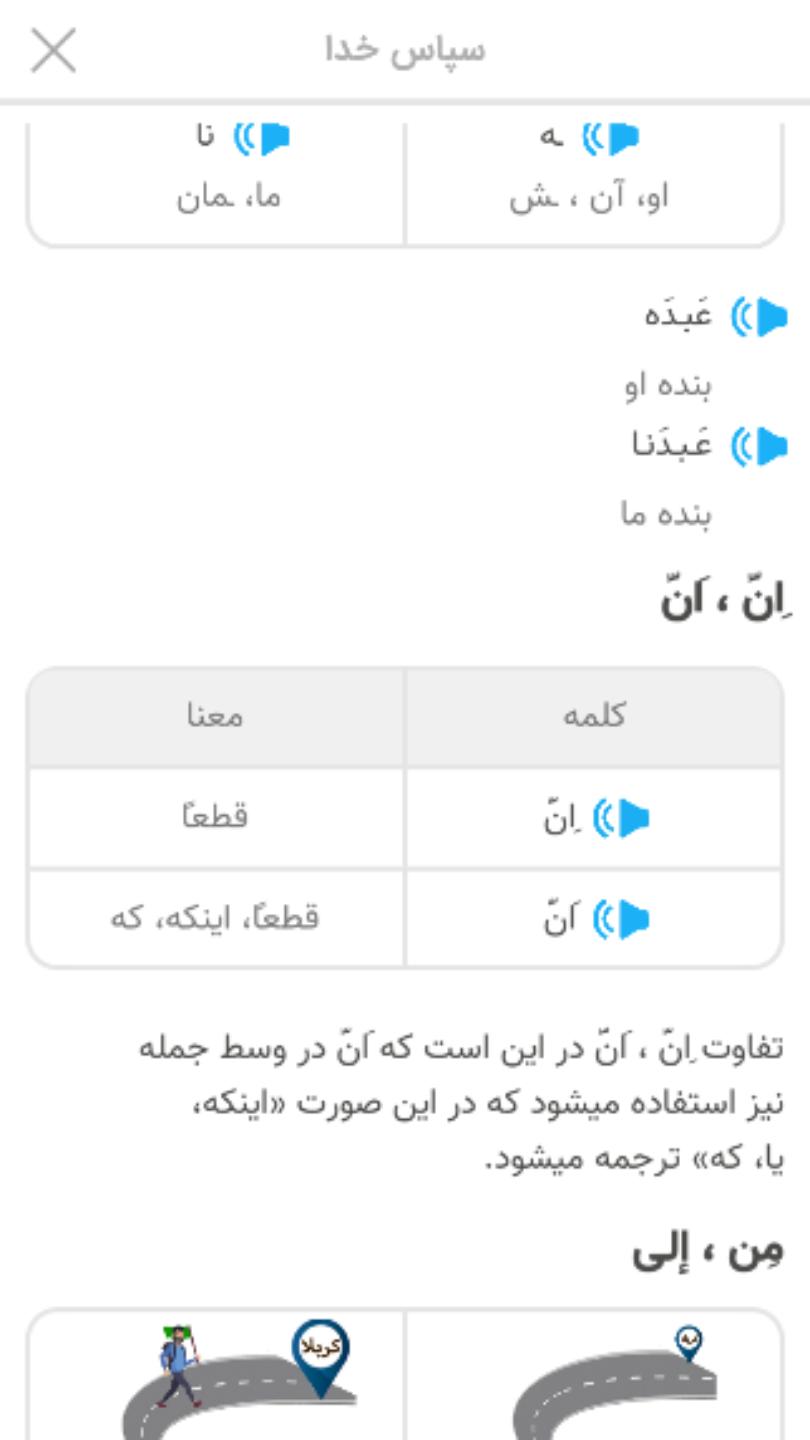 سپاس خدا
ـه
نا
او، آن ، ـش
ما، ـمان
عَبدَه
بنده او
عَبدَنا
بنده ما
اِنّ ، اَنّ
کلمه
معنا
اِنّ
قطعاً
اَنّ
قطعاً، اینکه، که
تفاوت اِنّ ، اَنّ در این است که اَنّ در وسط جمله
نیز استفاده میشود که در این صورت «اینکه،
یا، که» ترجمه میشود.
مِن ، إلی
کربلا